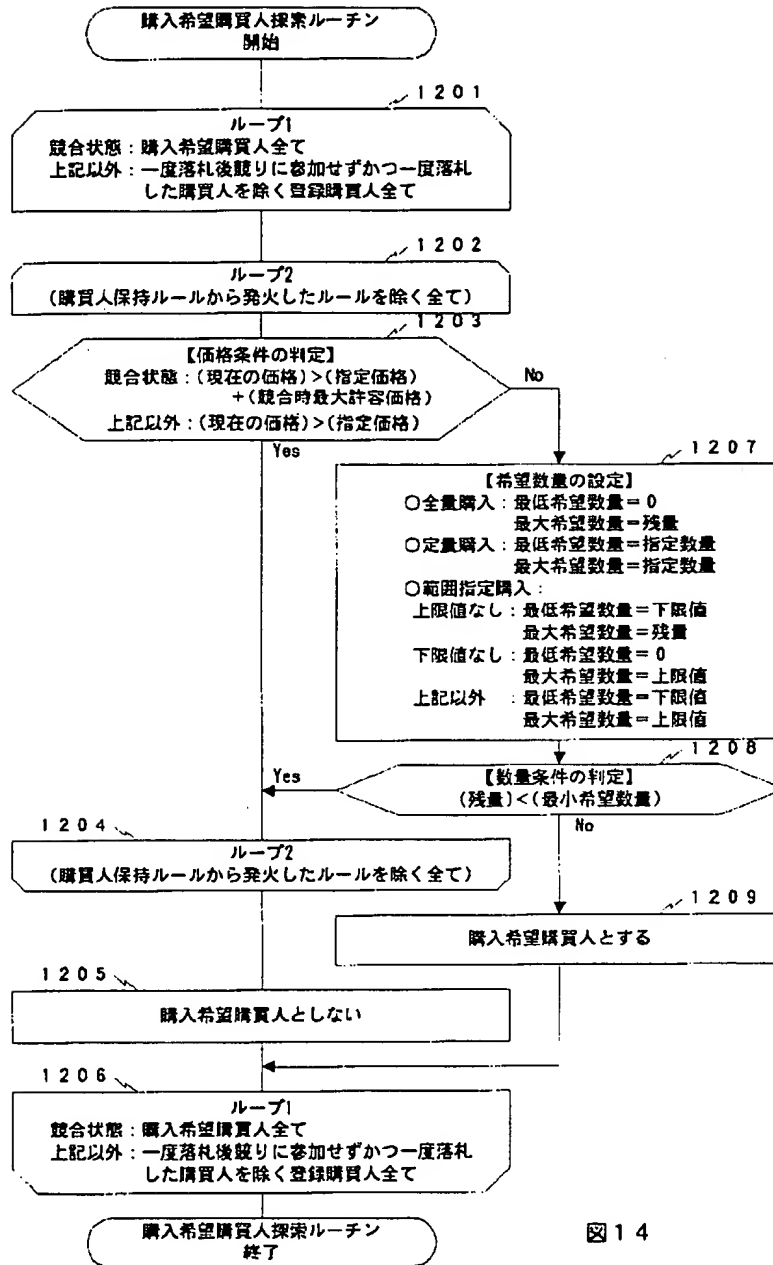 購入希望購買人探索ルーチン
開始
1201
ループ1
競合状態：購入希望購買人全て
上記以外：一度落札後競りに参加せずかつ一度落札
した購買人を除く登録購買人全て
1202
ループ2
(購買人保持ルールから発火したルールを除く全て)
1203
【価格条件の判定】
競合状態：(現在の価格)＞(指定価格)
＋(競合時最大許容価格)
上記以外：(現在の価格)＞(指定価格)
No
Yes
1207
【希望数量の設定】
○全量購入：最低希望数量＝0
最大希望数量＝残量
○定量購入：最低希望数量＝指定数量
最大希望数量＝指定数量
○範囲指定購入：
上限値なし：最低希望数量＝下限値
最大希望数量＝残量
下限値なし：最低希望数量＝0
最大希望数量＝上限値
上記以外　：最低希望数量＝下限値
最大希望数量＝上限値
1208
【数量条件の判定】
(残量)＜(最小希望数量)
Yes
No
1204
ループ2
(購買人保持ルールから発火したルールを除く全て)
1209
購入希望購買人とする
1205
購入希望購買人としない
1206
ループ1
競合状態：購入希望購買人全て
上記以外：一度落札後競りに参加せずかつ一度落札
した購買人を除く登録購買人全て
購入希望購買人探索ルーチン
終了
図14